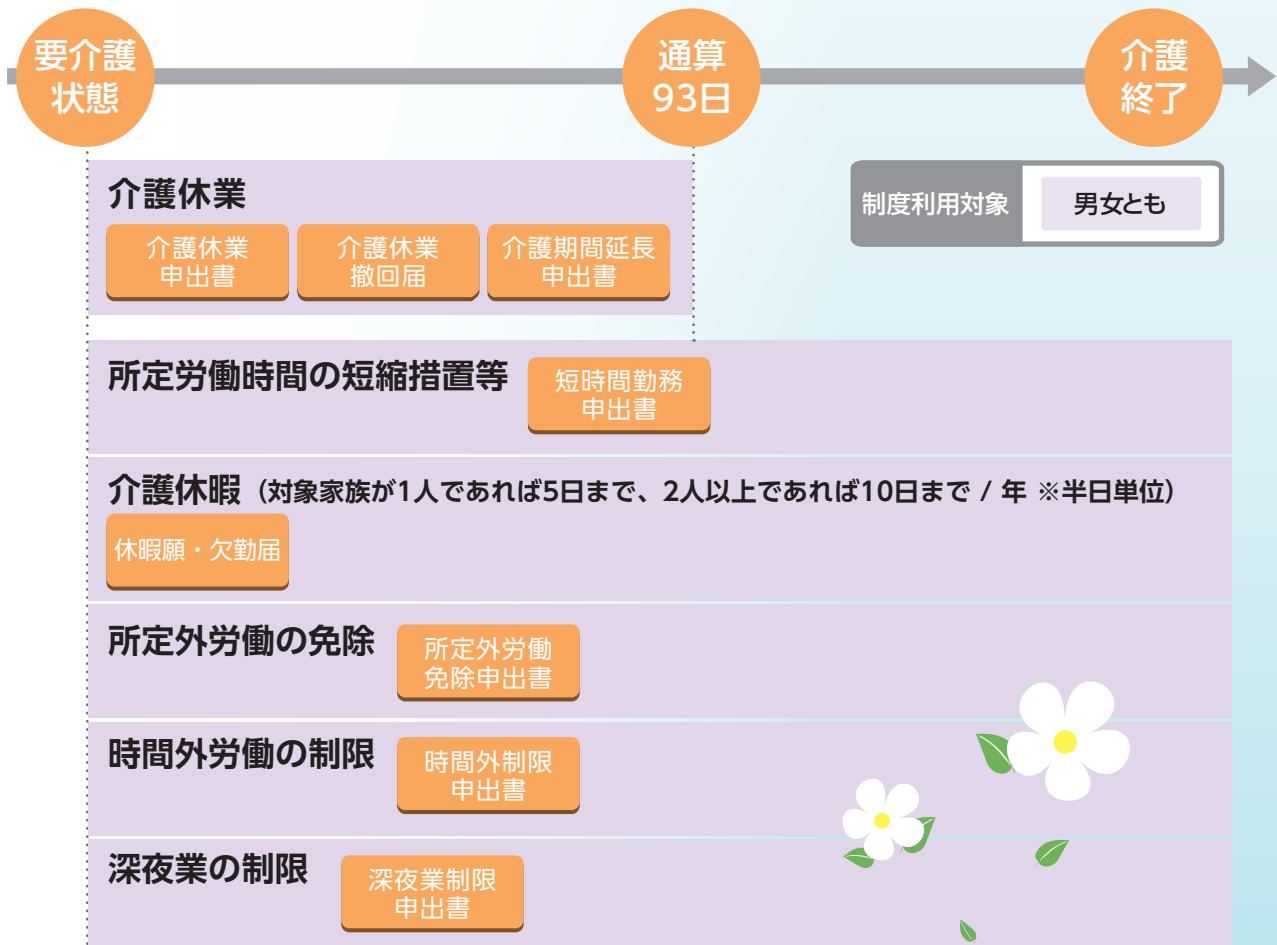 要介護
状態
通算
93日
介護
終了
介護休業
介護休業
申出書
介護休業
撤回届
介護期間延長
申出書
制度利用対象
男女とも
所定労働時間の短縮措置等
短時間勤務
申出書
介護休暇（対象家族が1人であれば5日まで、2人以上であれば10日まで / 年 ※半日単位）
休暇願・欠勤届
所定外労働の免除
所定外労働
免除申出書
時間外労働の制限
時間外制限
申出書
深夜業の制限
深夜業制限
申出書